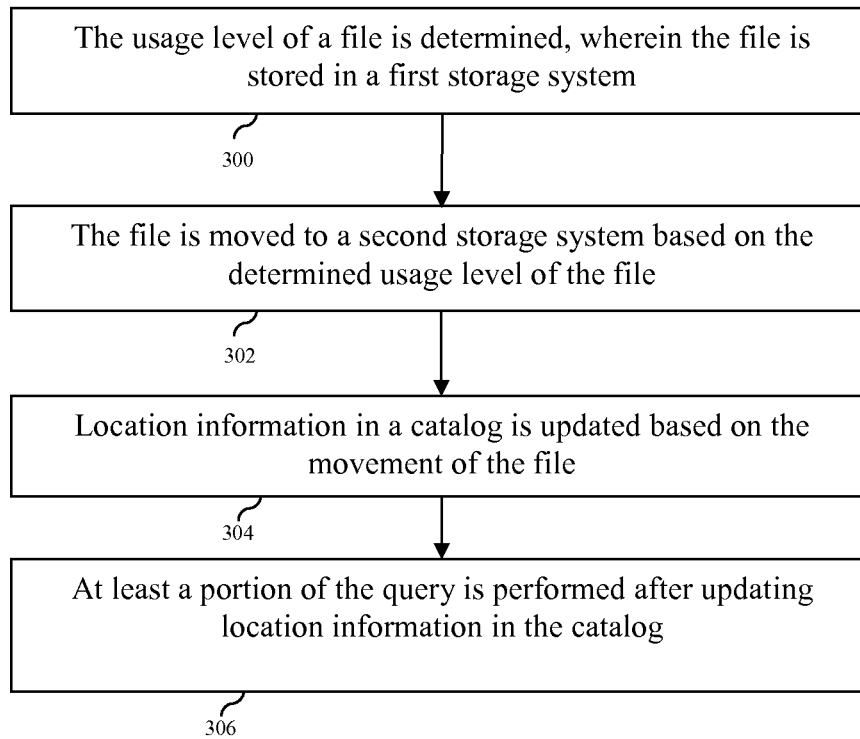 The usage level of a file is determined, wherein the file is
stored in a first storage system
300
The file is moved to a second storage system based on the
determined usage level of the file
302
Location information in a catalog is updated based on the
movement of the file
304
At least a portion of the query is performed after updating
location information in the catalog
306